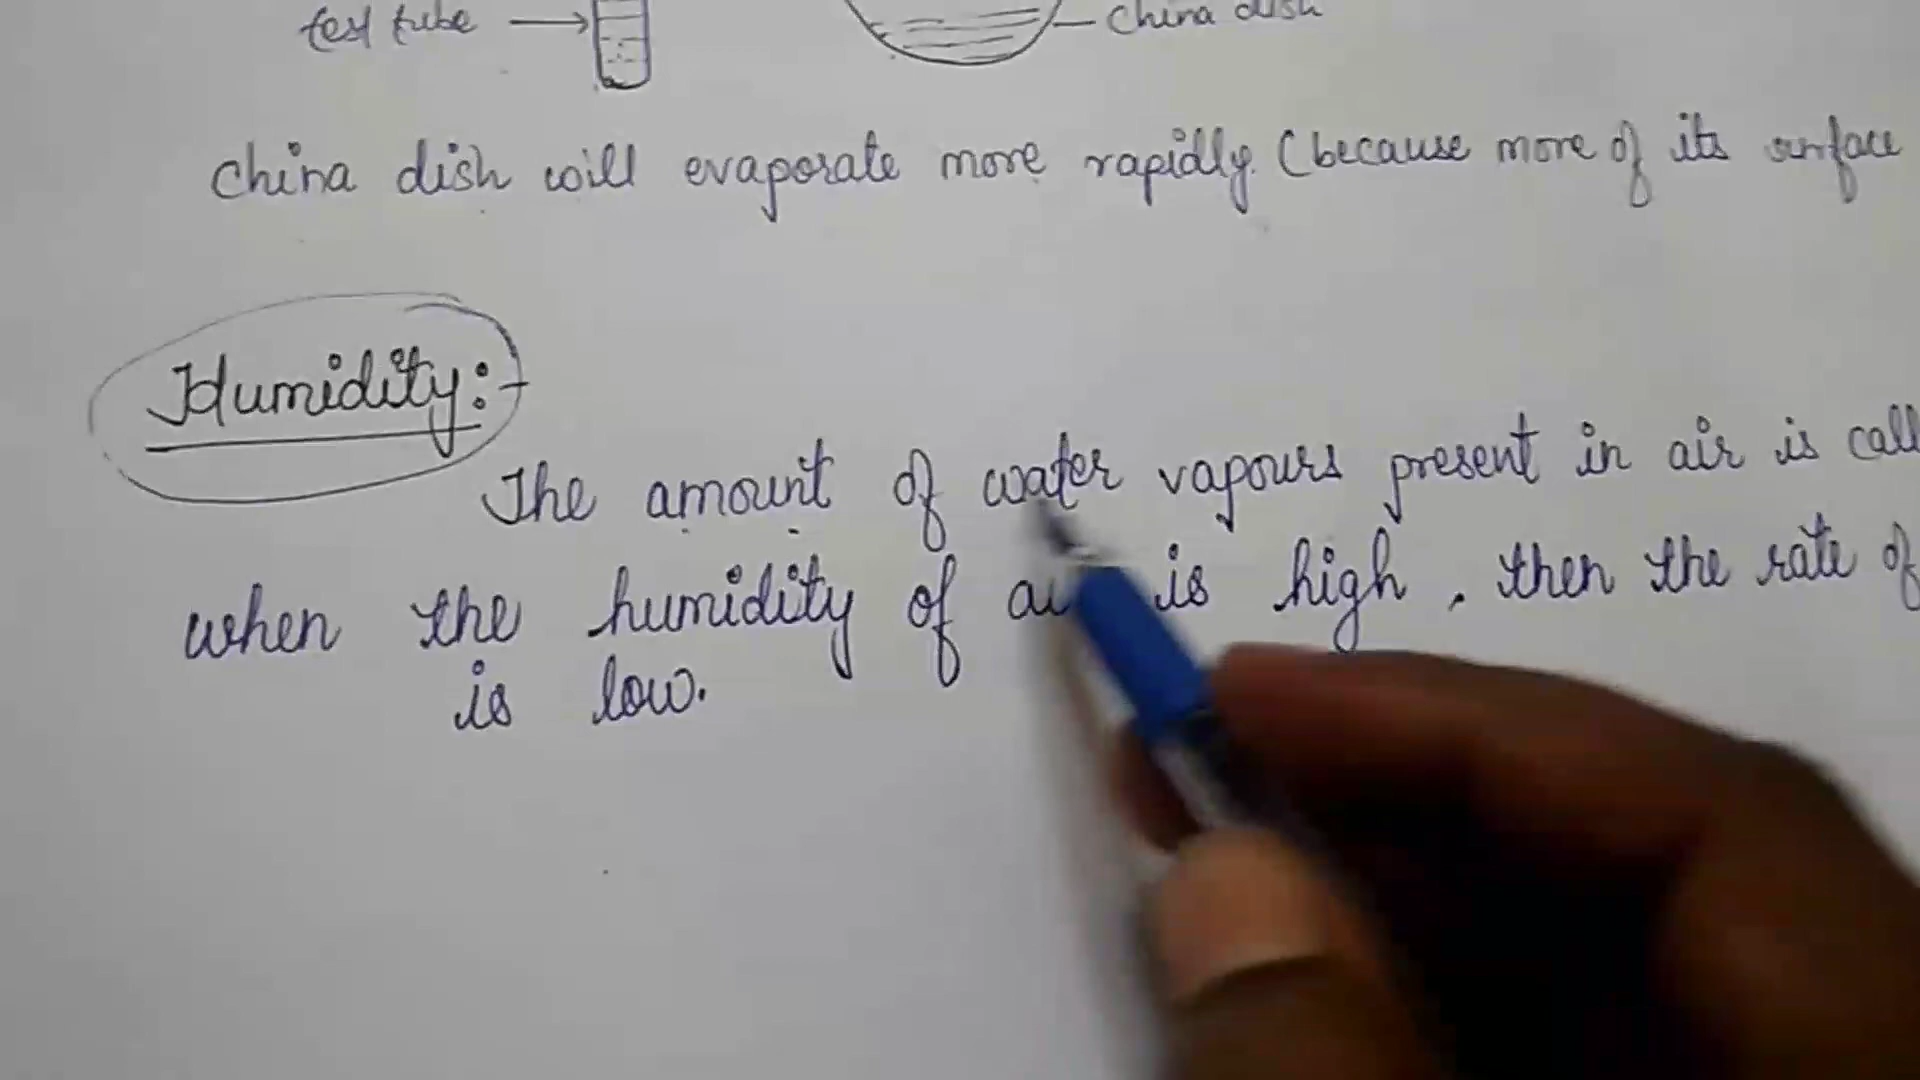 test tube
China dish
China dish will evaporate more rapidly (because more of its surface
Humidity:-
The amount of water vapours present in air is call
when the humidity of air is high, then the rate of
is low.